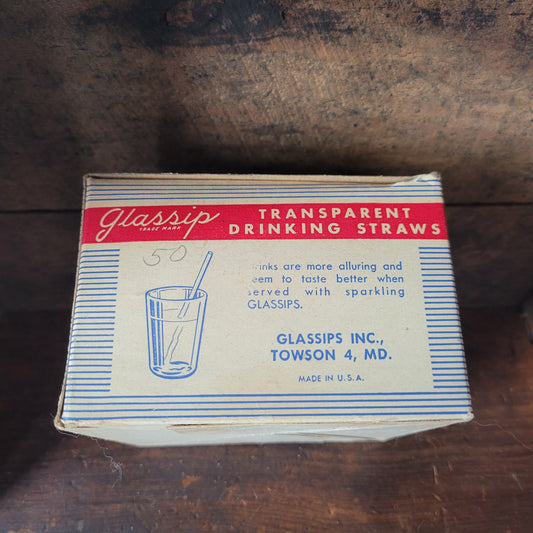 glassip
TRADE MARK
TRANSPARENT
DRINKING STRAWS
50
are more alluring and
to taste better when
served with sparkling
GLASSIPS.
GLASSIPS INC.,
TOWSON 4, MD.
MADE IN U.S.A.